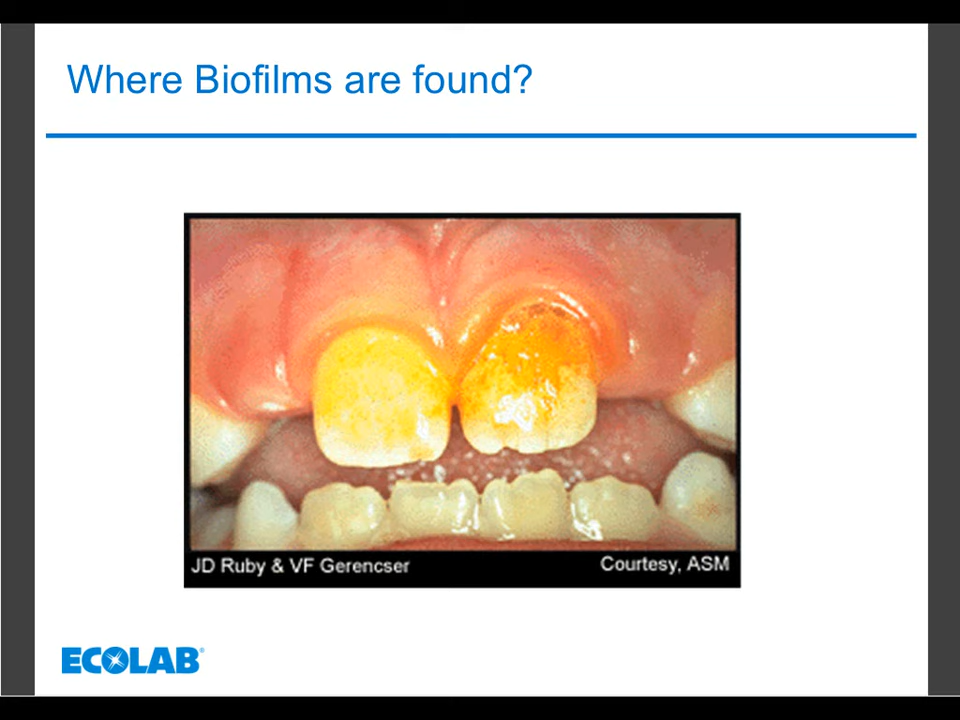 Where Biofilms are found?
JD Ruby & VF Gerencser
Courtesy, ASM
ECOLAB®